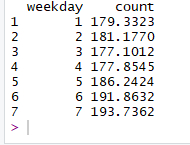 weekday count
1 1 179.3323
2 2 181.1770
3 3 177.1012
4 4 177.8545
5 5 186.2424
6 6 191.8632
7 7 193.7362
>